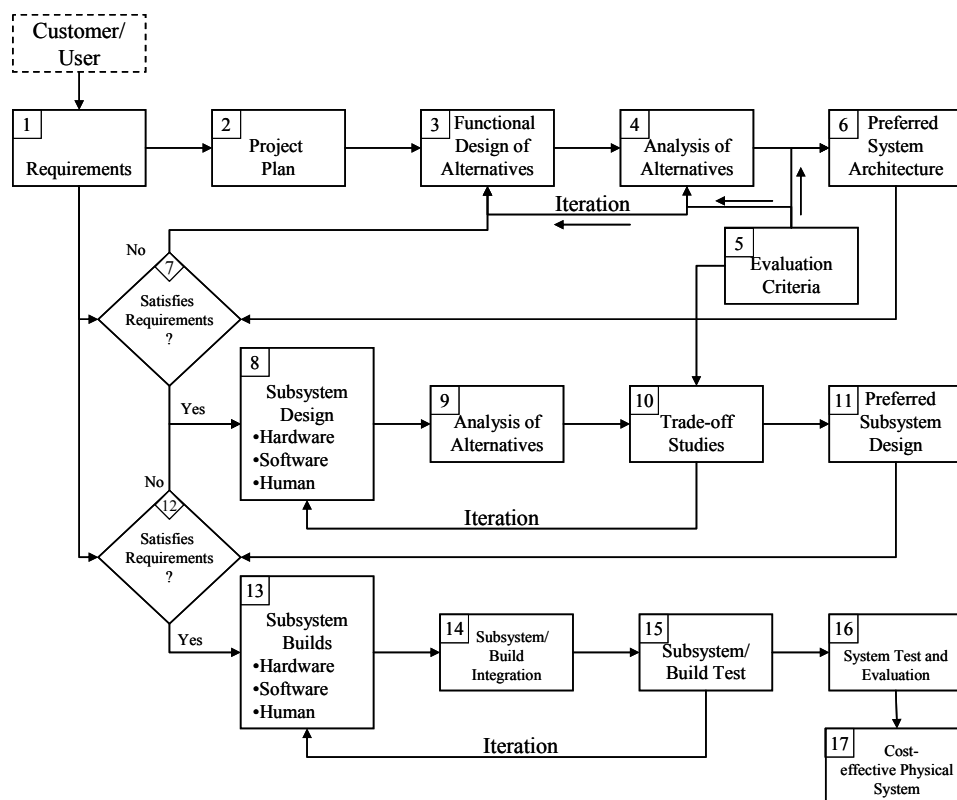 Customer/
User
1
Requirements
2
Project
Plan
3
Functional
Design of
Alternatives
4
Analysis of
Alternatives
6
Preferred
System
Architecture
Iteration
No
7
Satisfies
Requirements
?
5
Evaluation
Criteria
Yes
8
Subsystem
Design
•Hardware
•Software
•Human
9
Analysis of
Alternatives
10
Trade-off
Studies
11
Preferred
Subsystem
Design
Iteration
No
12
Satisfies
Requirements
?
Yes
13
Subsystem
Builds
•Hardware
•Software
•Human
14
Subsystem/
Build
Integration
15
Subsystem/
Build Test
16
System Test and
Evaluation
Iteration
17
Cost-
effective Physical
System